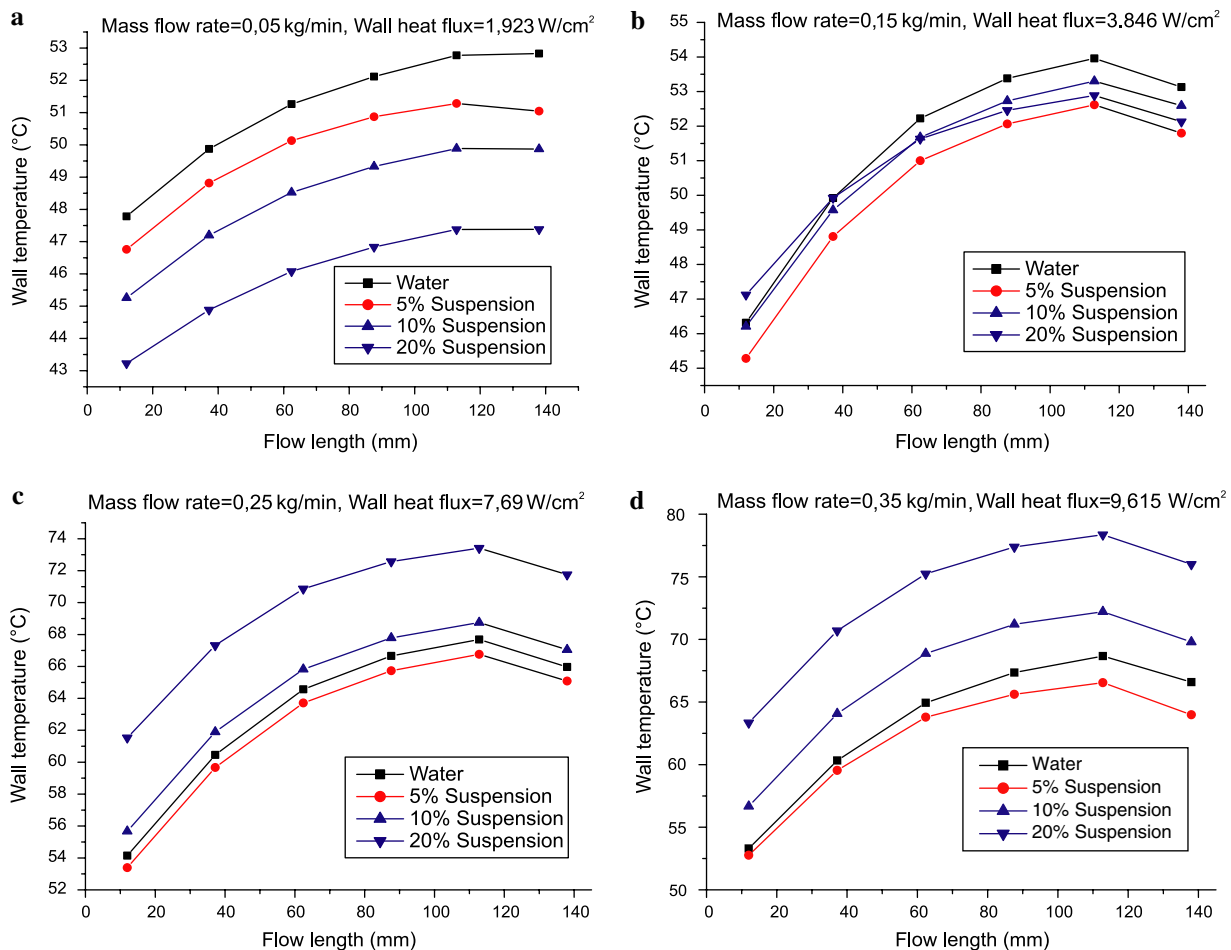 a
Mass flow rate=0,05 kg/min, Wall heat flux=1,923 W/cm²
53
52
51
50
49
48
47
46
45
44
43
Wall temperature (°C)
Water
5% Suspension
10% Suspension
20% Suspension
0 20 40 60 80 100 120 140 160
Flow length (mm)
b
Mass flow rate=0,15 kg/min, Wall heat flux=3.846 W/cm²
55
54
53
52
51
50
49
48
47
46
45
Wall temperature (°C)
Water
5% Suspension
10% Suspension
20% Suspension
0 20 40 60 80 100 120 140
Flow length (mm)
c
Mass flow rate=0,25 kg/min, Wall heat flux=7,69 W/cm²
74
72
70
68
66
64
62
60
58
56
54
52
Wall temperature (°C)
Water
5% Suspension
10% Suspension
20% Suspension
0 20 40 60 80 100 120 140
Flow length (mm)
d
Mass flow rate=0,35 kg/min, Wall heat flux=9,615 W/cm²
80
75
70
65
60
55
50
Wall temperature (°C)
Water
5% Suspension
10% Suspension
20% Suspension
0 20 40 60 80 100 120 140
Flow length (mm)